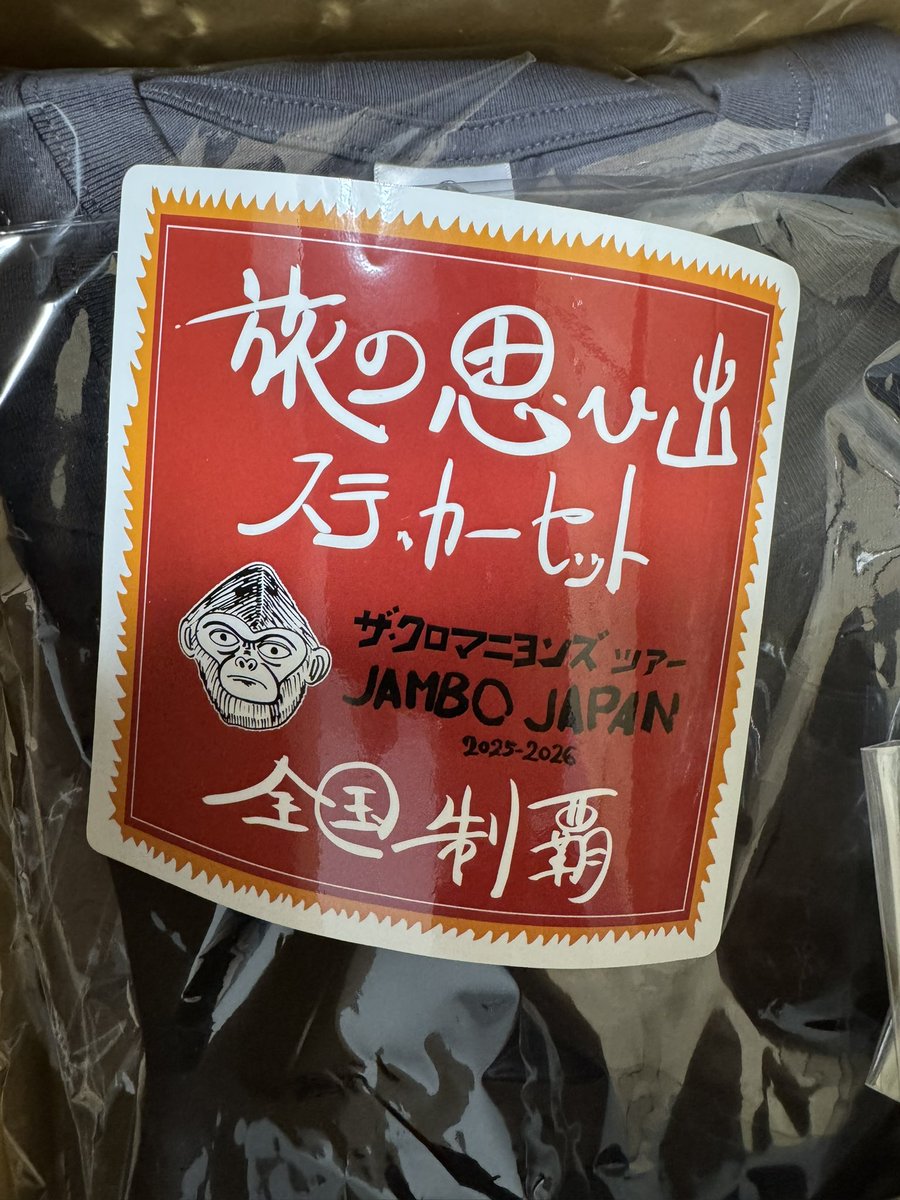 旅の思ひ出
ステッカーセット
ザ・クロマニヨンズ ツアー
JAMBO JAPAN
2025-2026
全国制覇